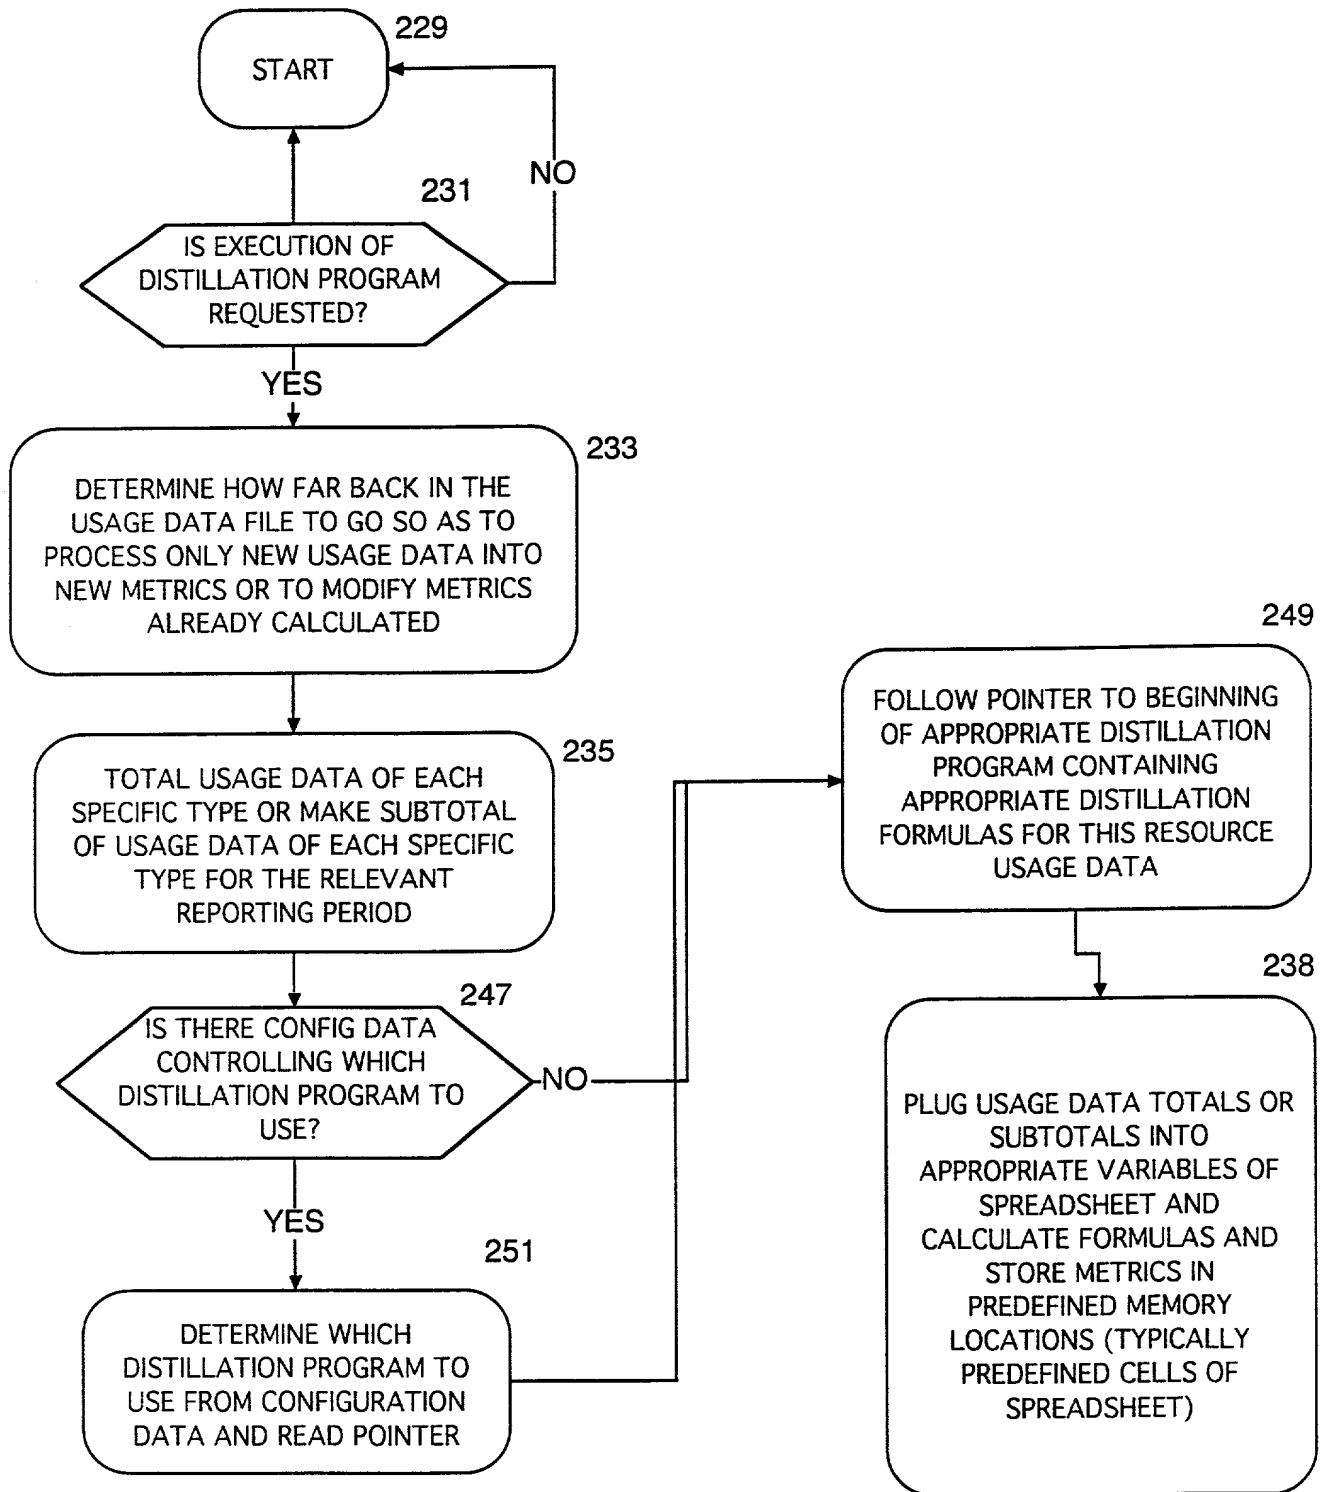 229
START
NO
231
IS EXECUTION OF
DISTILLATION PROGRAM
REQUESTED?
YES
233
DETERMINE HOW FAR BACK IN THE
USAGE DATA FILE TO GO SO AS TO
PROCESS ONLY NEW USAGE DATA INTO
NEW METRICS OR TO MODIFY METRICS
ALREADY CALCULATED
235
TOTAL USAGE DATA OF EACH
SPECIFIC TYPE OR MAKE SUBTOTAL
OF USAGE DATA OF EACH SPECIFIC
TYPE FOR THE RELEVANT
REPORTING PERIOD
247
IS THERE CONFIG DATA
CONTROLLING WHICH
DISTILLATION PROGRAM TO
USE?
NO
YES
251
DETERMINE WHICH
DISTILLATION PROGRAM TO
USE FROM CONFIGURATION
DATA AND READ POINTER
249
FOLLOW POINTER TO BEGINNING
OF APPROPRIATE DISTILLATION
PROGRAM CONTAINING
APPROPRIATE DISTILLATION
FORMULAS FOR THIS RESOURCE
USAGE DATA
238
PLUG USAGE DATA TOTALS OR
SUBTOTALS INTO
APPROPRIATE VARIABLES OF
SPREADSHEET AND
CALCULATE FORMULAS AND
STORE METRICS IN
PREDEFINED MEMORY
LOCATIONS (TYPICALLY
PREDEFINED CELLS OF
SPREADSHEET)